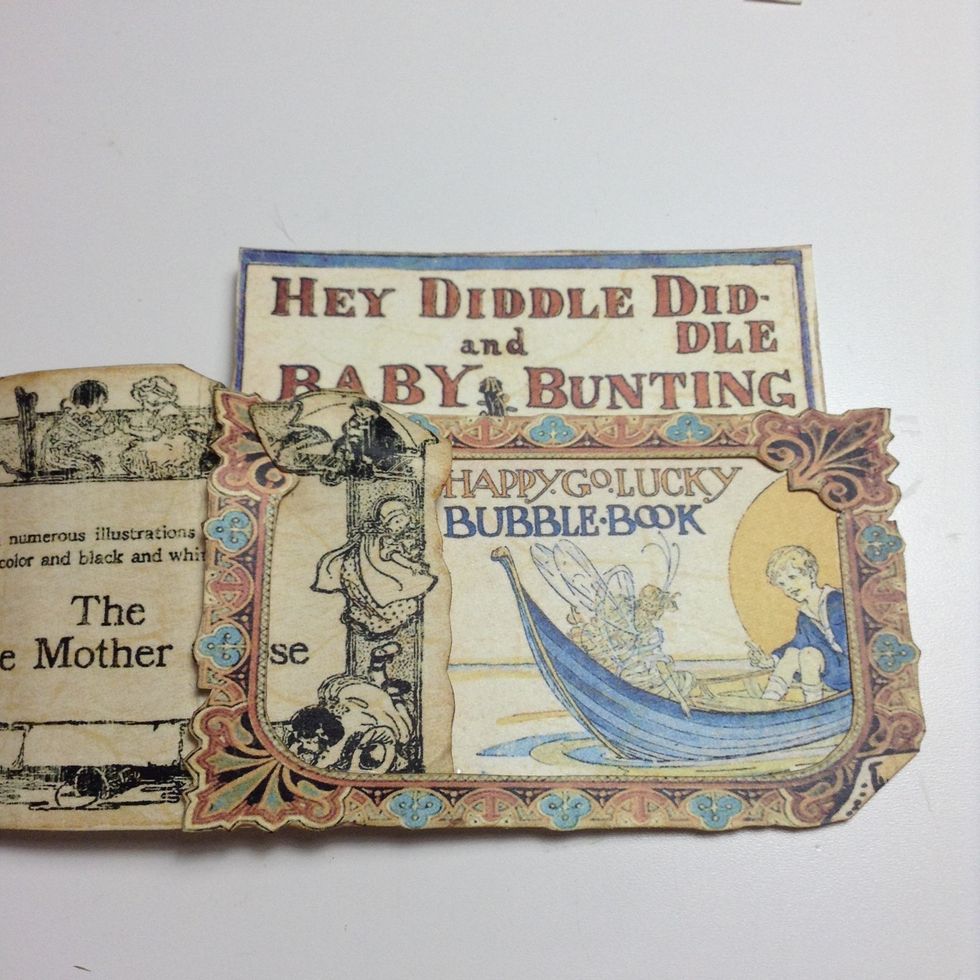 HEY DIDDLE DID-
DLE
and
BABY BUNTING
HAPPY·GO·LUCKY
BUBBLE·BOOK
numerous illustrations
color and black and whit
The
e Mother se